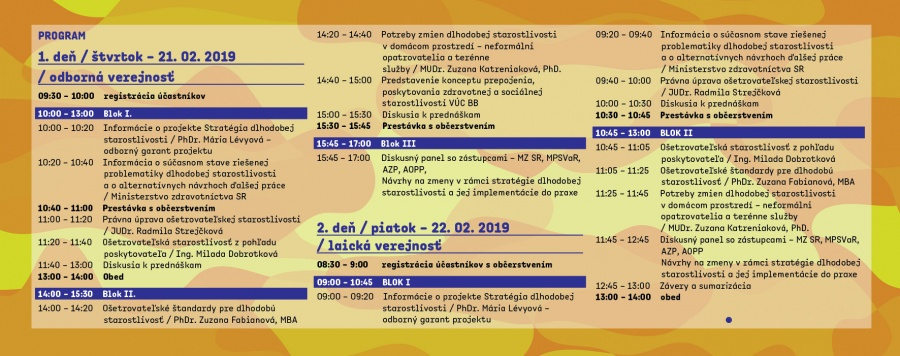 PROGRAM
1. deň / štvrtok – 21. 02. 2019
/ odborná verejnosť
09:30 – 10:00 registrácia účastníkov
10:00 – 13:00 Blok I.
10:00 – 10:20 Informácie o projekte Stratégia dlhodobej
starostlivosti / PhDr. Mária Lévyová –
odborný garant projektu
10:20 – 10:40 Informácia o súčasnom stave riešenej
problematiky dlhodobej starostlivosti
a o alternatívnych návrhoch ďalšej práce
/ Ministerstvo zdravotníctva SR
10:40 – 11:00 Prestávka s občerstvením
11:00 – 11:20 Právna úprava ošetrovateľskej starostlivosti
/ JUDr. Radmila Strejčková
11:20 – 11:40 Ošetrovateľská starostlivosť z pohľadu
poskytovateľa / Ing. Milada Dobrotková
11:40 – 13:00 Diskusia k prednáškam
13:00 – 14:00 Obed
14:00 – 15:30 Blok II.
14:00 – 14:20 Ošetrovateľské štandardy pre dlhodobú
starostlivosť / PhDr. Zuzana Fabianová, MBA
14:20 – 14:40 Potreby zmien dlhodobej starostlivosti
v domácom prostredí – neformálni
opatrovatelia a terénne
služby / MUDr. Zuzana Katreniaková, PhD.
14:40 – 15:00 Predstavenie konceptu prepojenia,
poskytovania zdravotnej a sociálnej
starostlivosti VÚC BB
15:00 – 15:30 Diskusia k prednáškam
15:30 – 15:45 Prestávka s občerstvením
15:45 – 17:00 Blok III
15:45 – 17:00 Diskusný panel so zástupcami – MZ SR, MPSVaR,
AZP, AOPP,
Návrhy na zmeny v rámci stratégie dlhodobej
starostlivosti a jej implementácie do praxe
2. deň / piatok – 22. 02. 2019
/ laická verejnosť
08:30 – 9:00 registrácia účastníkov s občerstvením
09:00 – 10:45 BLOK I
09:00 – 09:20 Informácie o projekte Stratégia dlhodobej
starostlivosti / PhDr. Mária Lévyová –
odborný garant projektu
09:20 – 09:40 Informácia o súčasnom stave riešenej
problematiky dlhodobej starostlivosti
a o alternatívnych návrhoch ďalšej práce
/ Ministerstvo zdravotníctva SR
09:40 – 10:00 Právna úprava ošetrovateľskej starostlivosti
/ JUDr. Radmila Strejčková
10:00 – 10:30 Diskusia k prednáškam
10:30 – 10:45 Prestávka s občerstvením
10:45 – 13:00 BLOK II
10:45 – 11:05 Ošetrovateľská starostlivosť z pohľadu
poskytovateľa / Ing. Milada Dobrotková
11:05 – 11:25 Ošetrovateľské štandardy pre dlhodobú
starostlivosť / PhDr. Zuzana Fabianová, MBA
11:25 – 11:45 Potreby zmien dlhodobej starostlivosti
v domácom prostredí – neformálni
opatrovatelia a terénne služby
/ MUDr. Zuzana Katreniaková, PhD.
11:45 – 12:45 Diskusný panel so zástupcami – MZ SR, MPSVaR,
AZP, AOPP
Návrhy na zmeny v rámci stratégie dlhodobej
starostlivosti a jej implementácie do praxe
12:45 – 13:00 Závery a sumarizácia
13:00 – 14:00 obed